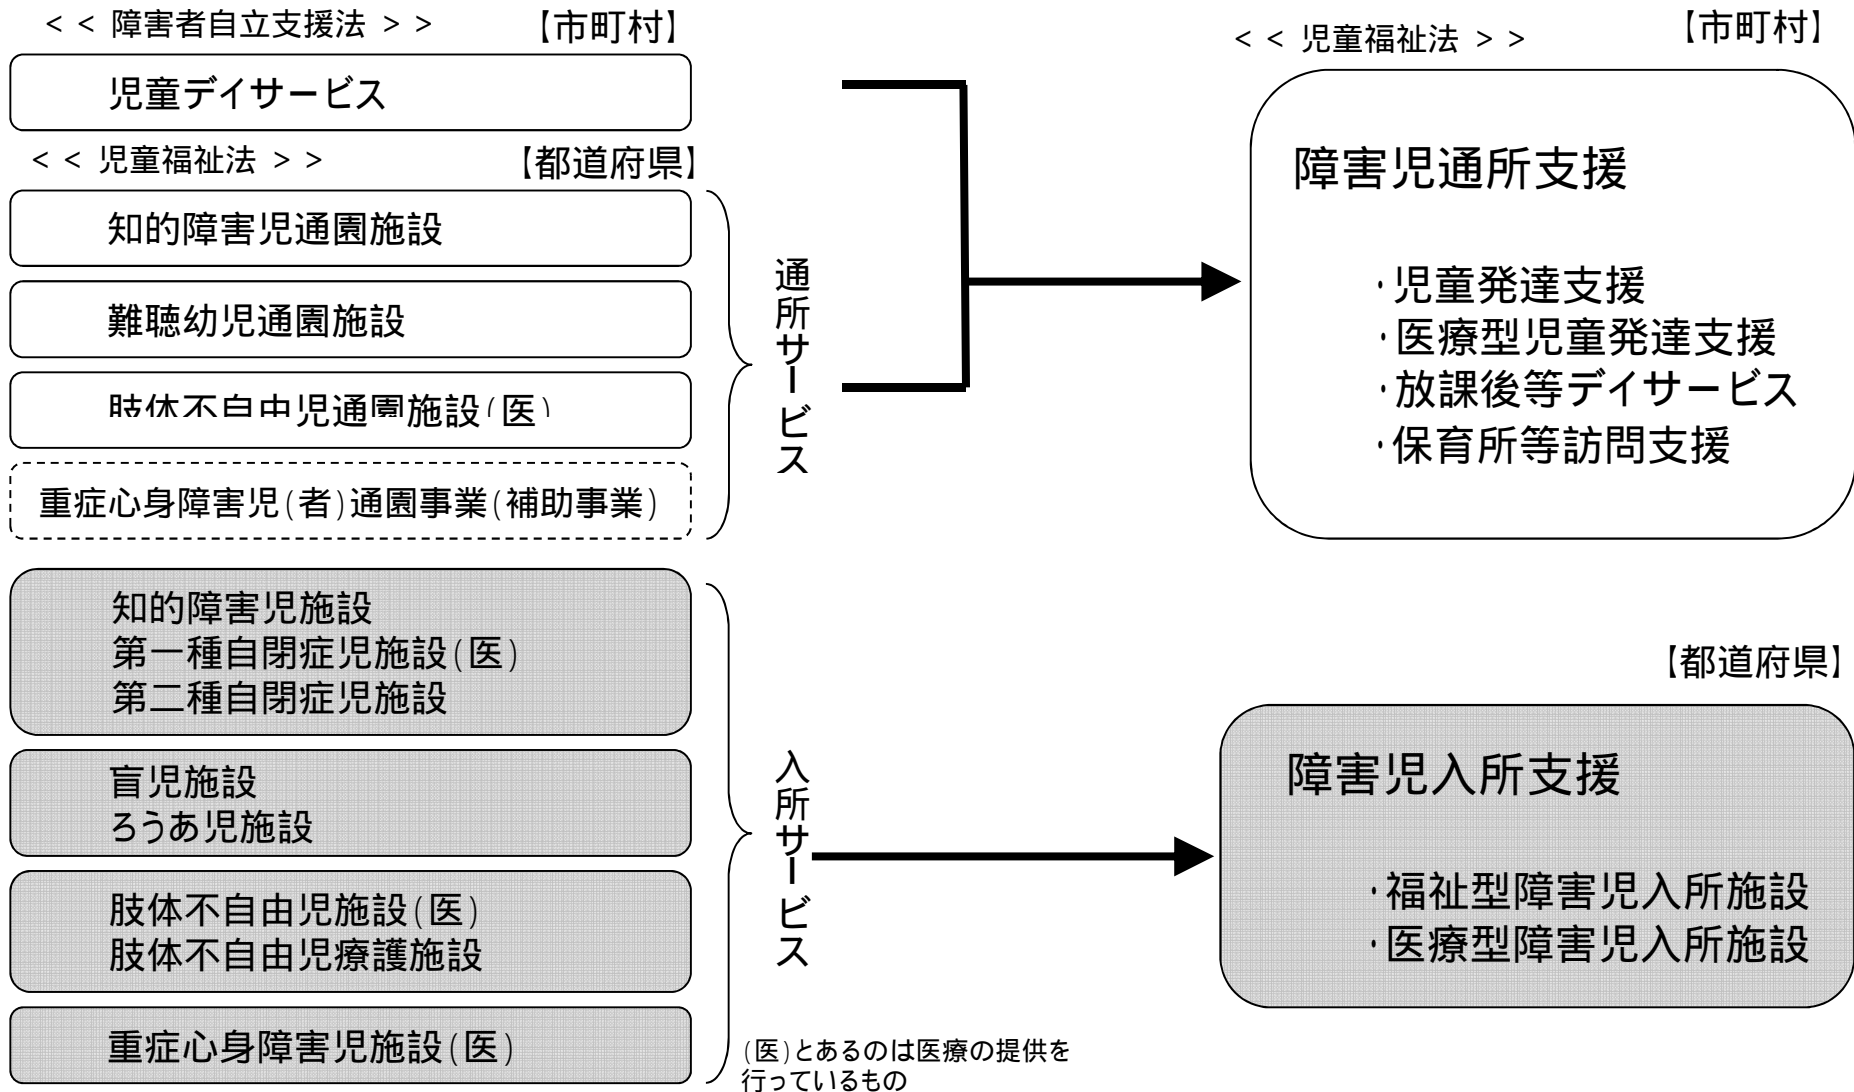 << 障害者自立支援法 >>
【市町村】
児童デイサービス
<< 児童福祉法 >>
【都道府県】
知的障害児通園施設
難聴幼児通園施設
肢体不自由児通園施設(医)
重症心身障害児(者)通園事業(補助事業)
通所サービス
知的障害児施設
第一種自閉症児施設(医)
第二種自閉症児施設
盲児施設
ろうあ児施設
肢体不自由児施設(医)
肢体不自由児療護施設
重症心身障害児施設(医)
入所サービス
(医)とあるのは医療の提供を
行っているもの
<< 児童福祉法 >>
【市町村】
障害児通所支援
・児童発達支援
・医療型児童発達支援
・放課後等デイサービス
・保育所等訪問支援
【都道府県】
障害児入所支援
・福祉型障害児入所施設
・医療型障害児入所施設